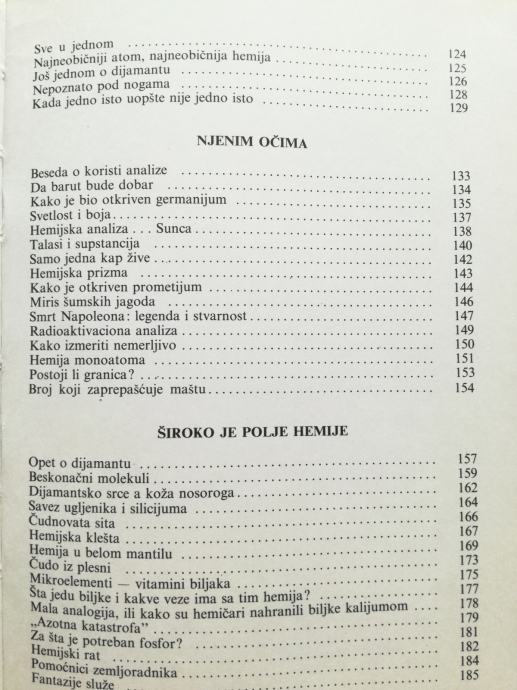 Sve u jednom ........ 124
Najneobičniji atom, najneobičnija hemija ........ 125
Još jednom o dijamantu ........ 126
Nepoznato pod nogama ........ 128
Kada jedno isto uopšte nije jedno isto ........ 129
NJENIM OČIMA
Beseda o koristi analize ........ 133
Da barut bude dobar ........ 134
Kako je bio otkriven germanijum ........ 135
Svetlost i boja ........ 137
Hemijska analiza . . . Sunca ........ 138
Talasi i supstancija ........ 140
Samo jedna kap žive ........ 142
Hemijska prizma ........ 143
Kako je otkriven prometijum ........ 144
Miris šumskih jagoda ........ 146
Smrt Napoleona: legenda i stvarnost ........ 147
Radioaktivaciona analiza ........ 149
Kako izmeriti nemerljivo ........ 150
Hemija monoatoma ........ 151
Postoji li granica? ........ 153
Broj koji zaprepašćuje maštu ........ 154
ŠIROKO JE POLJE HEMIJE
Opet o dijamantu ........ 157
Beskonačni molekuli ........ 159
Dijamantsko srce a koža nosoroga ........ 162
Savez ugljenika i silicijuma ........ 164
Čudnovata sita ........ 166
Hemijska klešta ........ 167
Hemija u belom mantilu ........ 169
Čudo iz plesni ........ 173
Mikroelementi — vitamini biljaka ........ 175
Šta jedu biljke i kakve veze ima sa tim hemija? ........ 177
Mala analogija, ili kako su hemičari nahranili biljke kalijumom .... 178
„Azotna katastrofa” ........ 179
Za šta je potreban fosfor? ........ 181
Hemijski rat ........ 182
Pomoćnici zemljoradnika ........ 184
Fantazije služe ........ 185